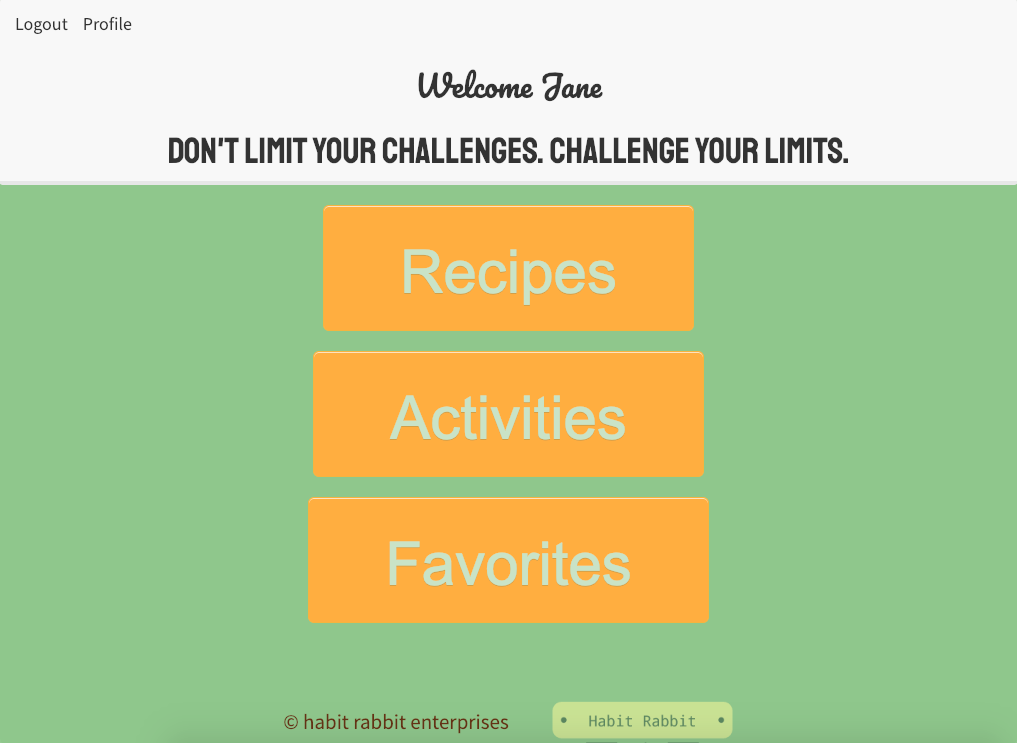 Logout Profile
Welcome Jane
DON'T LIMIT YOUR CHALLENGES. CHALLENGE YOUR LIMITS.
Recipes
Activities
Favorites
© habit rabbit enterprises
• Habit Rabbit •